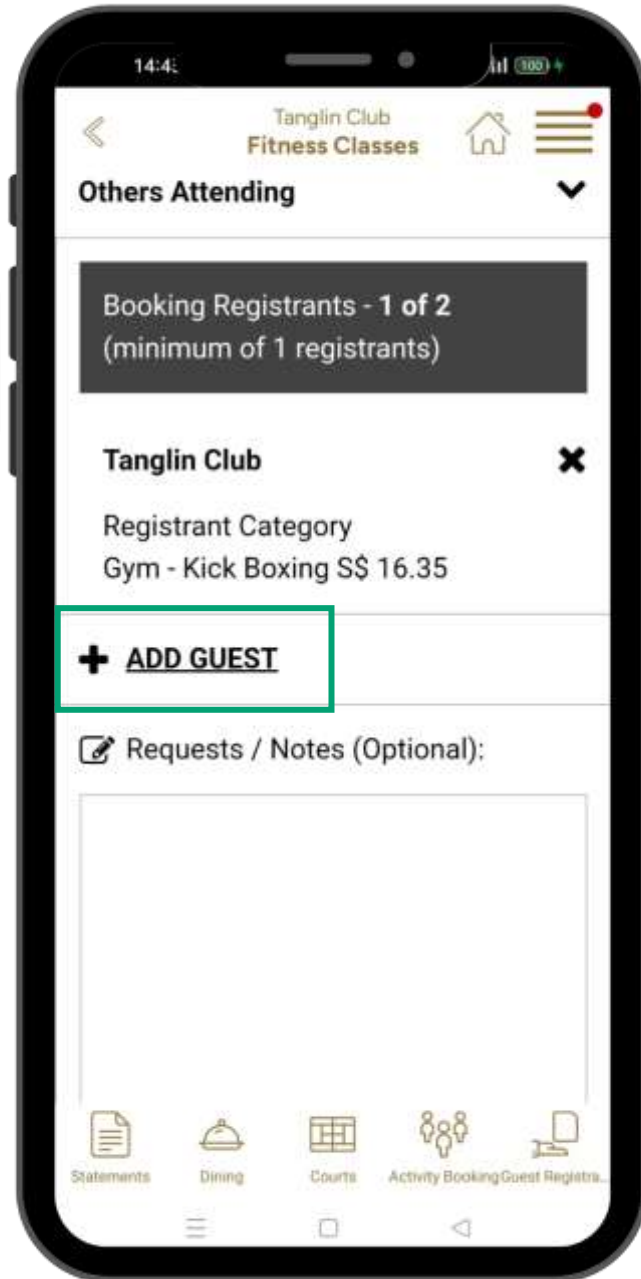 14:4
100
Tanglin Club
Fitness Classes
Others Attending
Booking Registrants - 1 of 2
(minimum of 1 registrants)
Tanglin Club
Registrant Category
Gym - Kick Boxing S$ 16.35
ADD GUEST
Requests / Notes (Optional):
Statements Dining Courts Activity Booking Guest Registra...